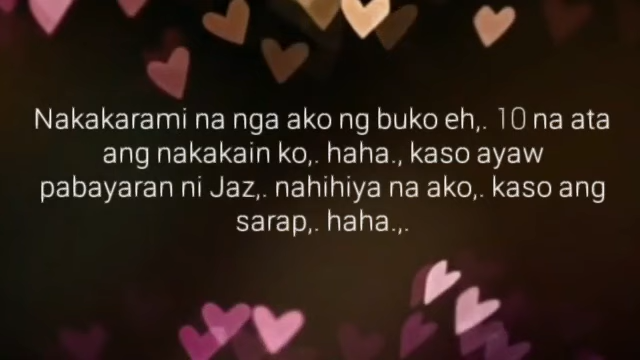 Nakakarami na nga ako ng buko eh,. 10 na ata
ang nakakain ko,. haha., kaso ayaw
pabayaran ni Jaz,. nahihiya na ako,. kaso ang
sarap,. haha.,.